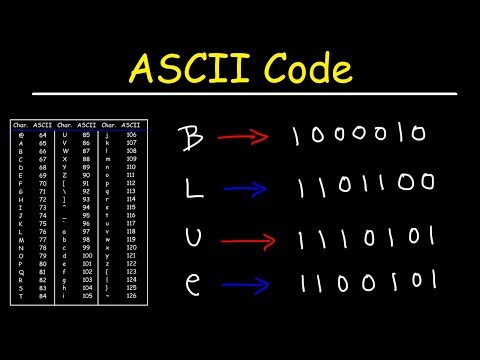 ASCII Code
Char. ASCII Char. ASCII Char. ASCII
@ 64 U 85 j 106
A 65 V 86 k 107
B 66 W 87 l 108
C 67 X 88 m 109
D 68 Y 89 n 110
E 69 Z 90 o 111
F 70 [ 91 p 112
G 71 \ 92 q 113
H 72 ] 93 r 114
I 73 ^ 94 s 115
J 74 _ 95 t 116
K 75 ` 96 u 117
L 76 a 97 v 118
M 77 b 98 w 119
N 78 c 99 x 120
O 79 d 100 y 121
P 80 e 101 z 122
Q 81 f 102 { 123
R 82 g 103 | 124
S 83 h 104 } 125
T 84 i 105 ~ 126
B → 1000010
L → 1101100
U → 1110101
e → 1100101